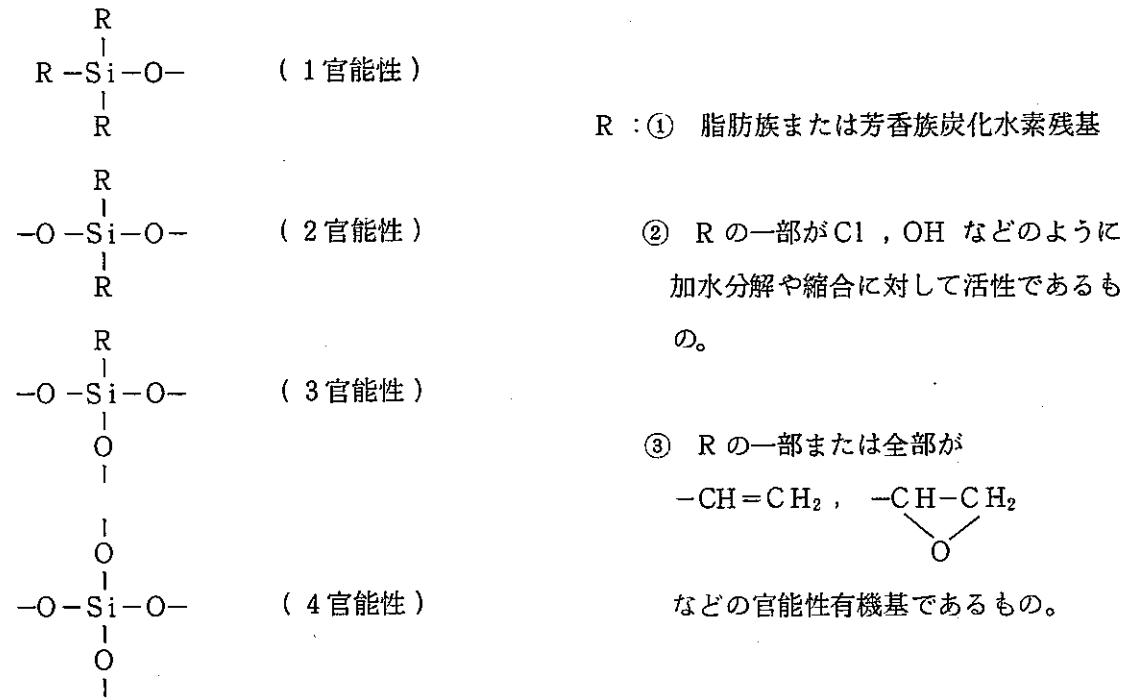 R
R-Si-O-　（1官能性）
R
R
-O-Si-O-　（2官能性）
R
R
-O-Si-O-　（3官能性）
O
O
-O-Si-O-　（4官能性）
O
R：①　脂肪族または芳香族炭化水素残基
②　Rの一部がCl，OH などのように
加水分解や縮合に対して活性であるも
の。
③　Rの一部または全部が
-CH=CH₂，-CH-CH₂
O
などの官能性有機基であるもの。